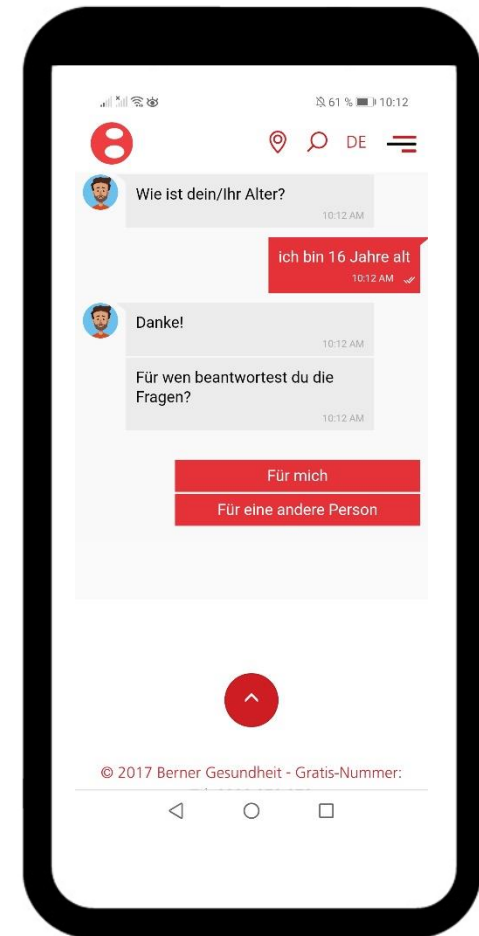 61 % 10:12
DE
Wie ist dein/Ihr Alter?
10:12 AM
ich bin 16 Jahre alt
10:12 AM
Danke!
10:12 AM
Für wen beantwortest du die
Fragen?
10:12 AM
Für mich
Für eine andere Person
© 2017 Berner Gesundheit - Gratis-Nummer: